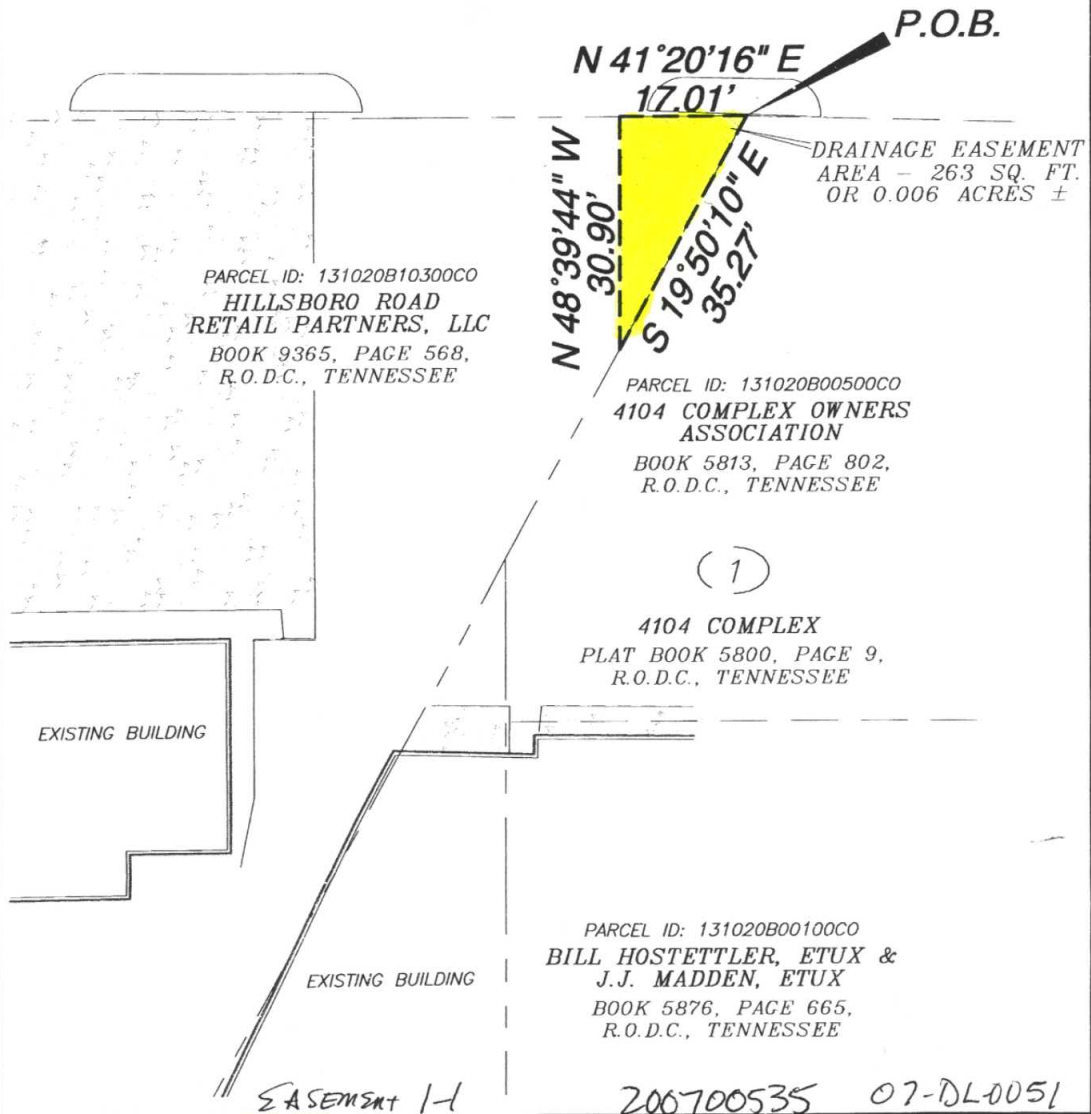 P.O.B.
N 41°20'16" E
17.01'
N 48°39'44" W
30.90'
S 19°50'10" E
35.27'
DRAINAGE EASEMENT
AREA – 263 SQ. FT.
OR 0.006 ACRES ±
PARCEL ID: 131020B10300CO
HILLSBORO ROAD
RETAIL PARTNERS, LLC
BOOK 9365, PAGE 568,
R.O.D.C., TENNESSEE
PARCEL ID: 131020B00500CO
4104 COMPLEX OWNERS
ASSOCIATION
BOOK 5813, PAGE 802,
R.O.D.C., TENNESSEE
1
4104 COMPLEX
PLAT BOOK 5800, PAGE 9,
R.O.D.C., TENNESSEE
EXISTING BUILDING
EXISTING BUILDING
PARCEL ID: 131020B00100CO
BILL HOSTETTLER, ETUX &
J.J. MADDEN, ETUX
BOOK 5876, PAGE 665,
R.O.D.C., TENNESSEE
EASEMENT 1-1
200700535
07-DL-0051